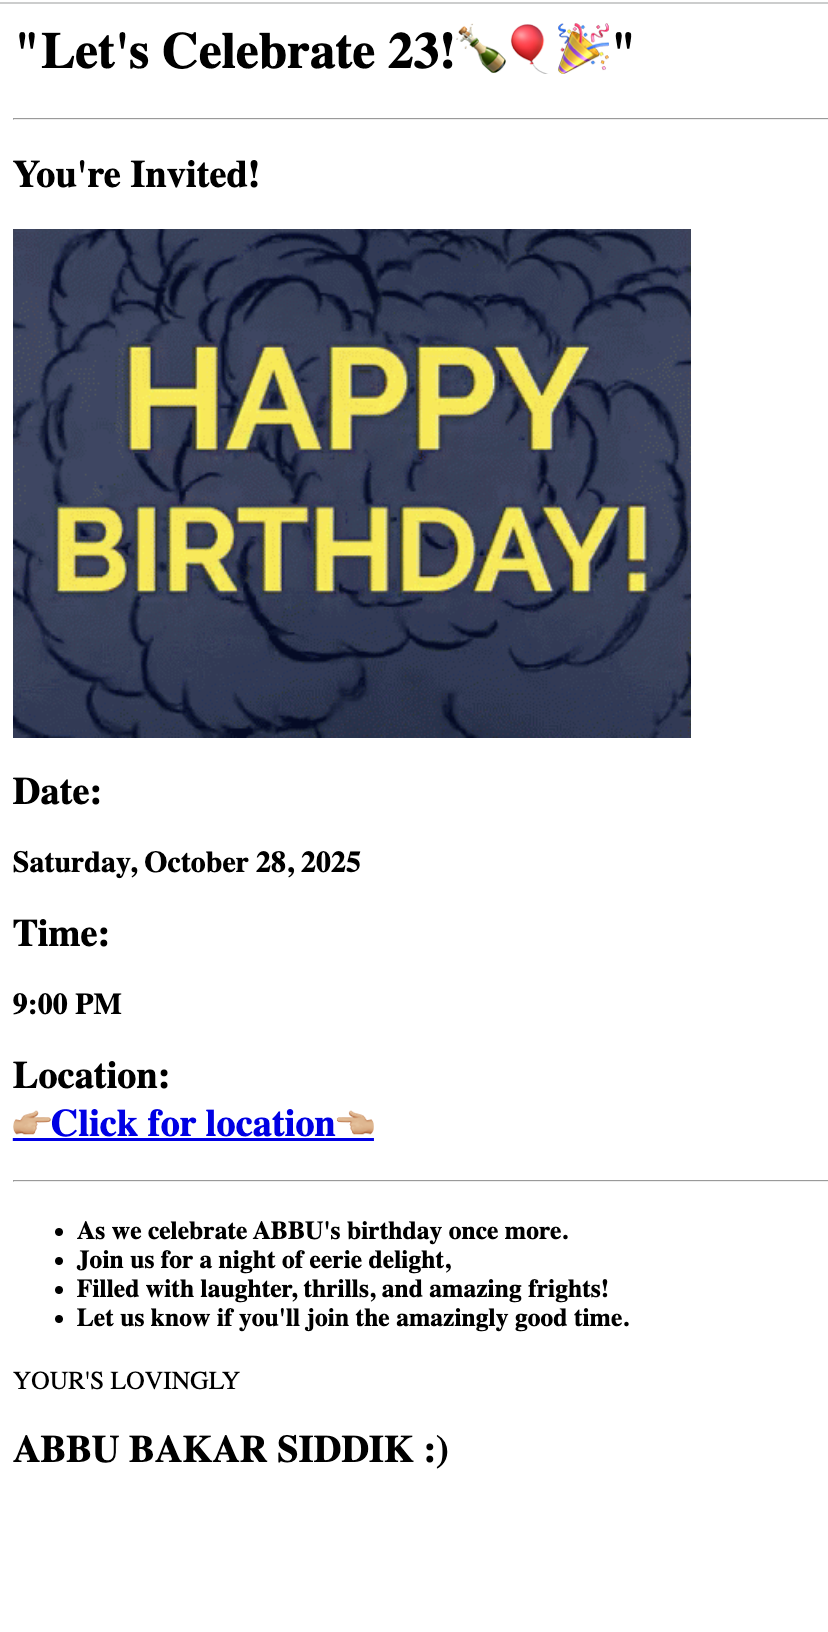 "Let's Celebrate 23!🍾🎈🎉"
You're Invited!
HAPPY
BIRTHDAY!
Date:
Saturday, October 28, 2025
Time:
9:00 PM
Location:
👉🏼Click for location👈🏼
• As we celebrate ABBU's birthday once more.
• Join us for a night of eerie delight,
• Filled with laughter, thrills, and amazing frights!
• Let us know if you'll join the amazingly good time.
YOUR'S LOVINGLY
ABBU BAKAR SIDDIK :)